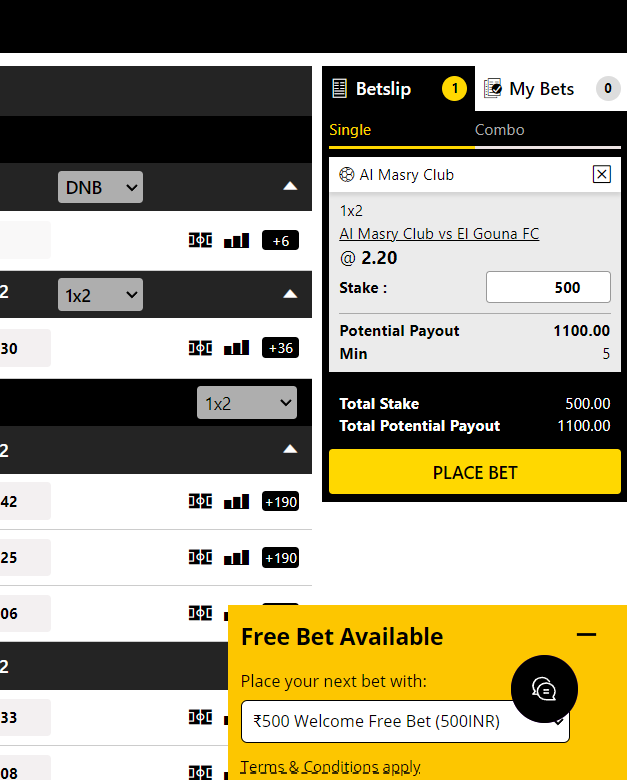 Betslip 1 My Bets 0
Single Combo
DNB
Al Masry Club
1x2
+6
Al Masry Club vs El Gouna FC
@ 2.20
2 1x2
Stake : 500
Potential Payout 1100.00
30 +36
Min 5
1x2
Total Stake 500.00
Total Potential Payout 1100.00
2
PLACE BET
42 +190
25 +190
06
Free Bet Available
2
Place your next bet with:
33
₹500 Welcome Free Bet (500INR)
08
Terms & Conditions apply